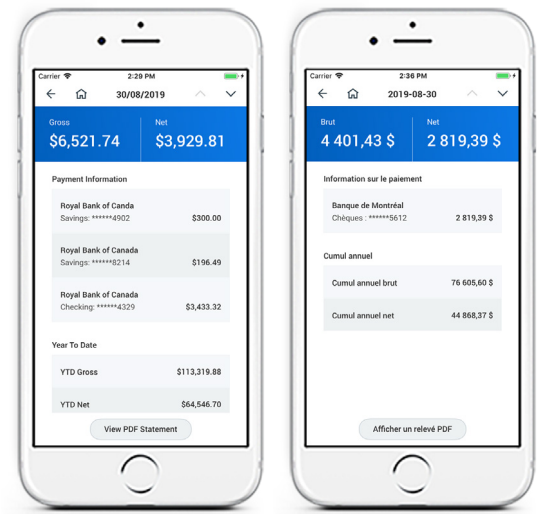 Carrier 2:29 PM
30/08/2019
Gross Net
$6,521.74 $3,929.81
Payment Information
Royal Bank of Canda
Savings: ******4902 $300.00
Royal Bank of Canada
Savings: ******8214 $196.49
Royal Bank of Canada
Checking: ******4329 $3,433.32
Year To Date
YTD Gross $113,319.88
YTD Net $64,546.70
View PDF Statement
Carrier 2:36 PM
2019-08-30
Brut Net
4 401,43 $ 2 819,39 $
Information sur le paiement
Banque de Montréal
Chèques : ******5612 2 819,39 $
Cumul annuel
Cumul annuel brut 76 605,60 $
Cumul annuel net 44 868,37 $
Afficher un relevé PDF